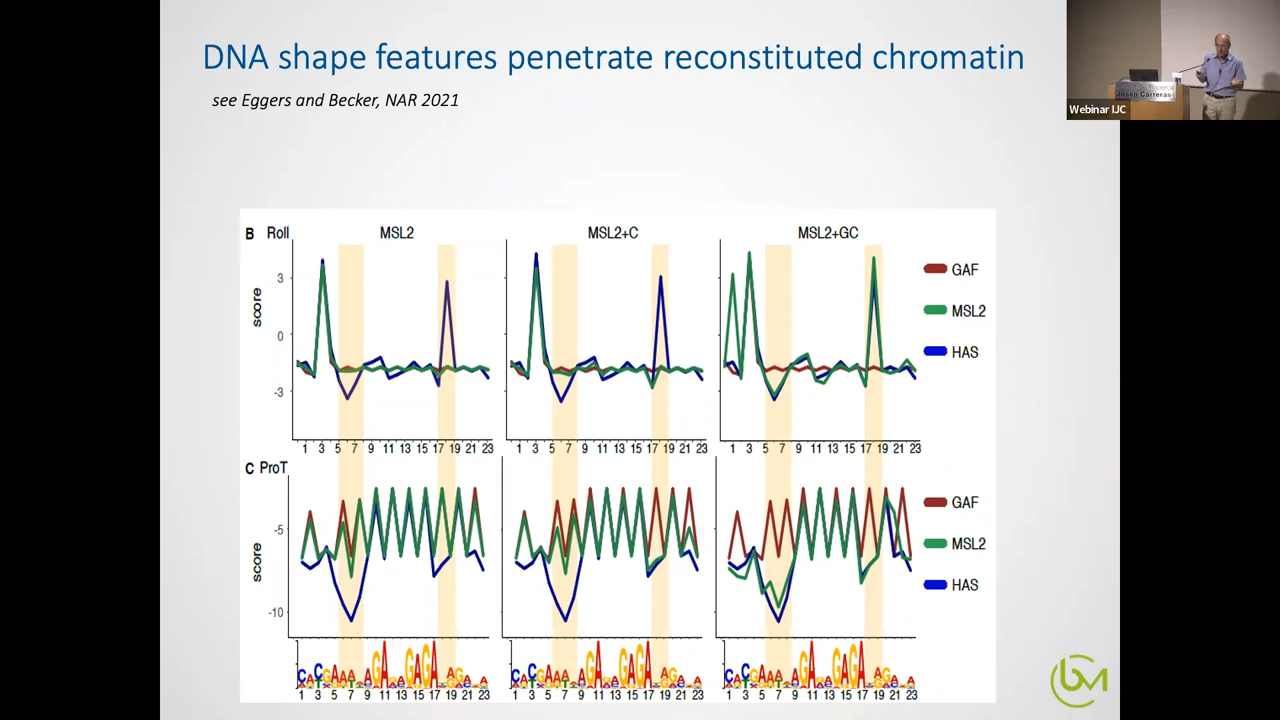 DNA shape features penetrate reconstituted chromatin
see Eggers and Becker, NAR 2021
Josep Carreras
Webinar IJC
B Roll MSL2 MSL2+C MSL2+GC
score
3
0
-3
GAF
MSL2
HAS
1 3 5 7 9 11 13 15 17 19 21 23
1 3 5 7 9 11 13 15 17 19 21 23
1 3 5 7 9 11 13 15 17 19 21 23
C ProT
score
-5
-10
GAF
MSL2
HAS
1 3 5 7 9 11 13 15 17 19 21 23
1 3 5 7 9 11 13 15 17 19 21 23
1 3 5 7 9 11 13 15 17 19 21 23